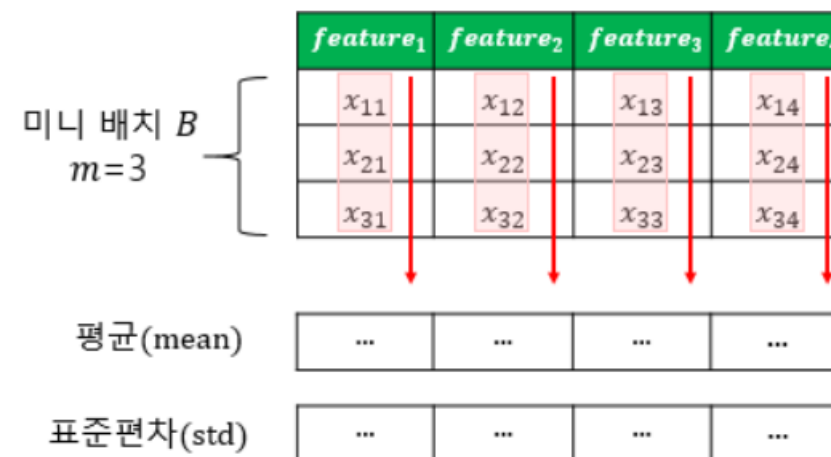 feature₁ feature₂ feature₃ feature
미니 배치 B
m=3
x₁₁ x₁₂ x₁₃ x₁₄
x₂₁ x₂₂ x₂₃ x₂₄
x₃₁ x₃₂ x₃₃ x₃₄
평균(mean) ... ... ... ...
표준편차(std) ... ... ... ...